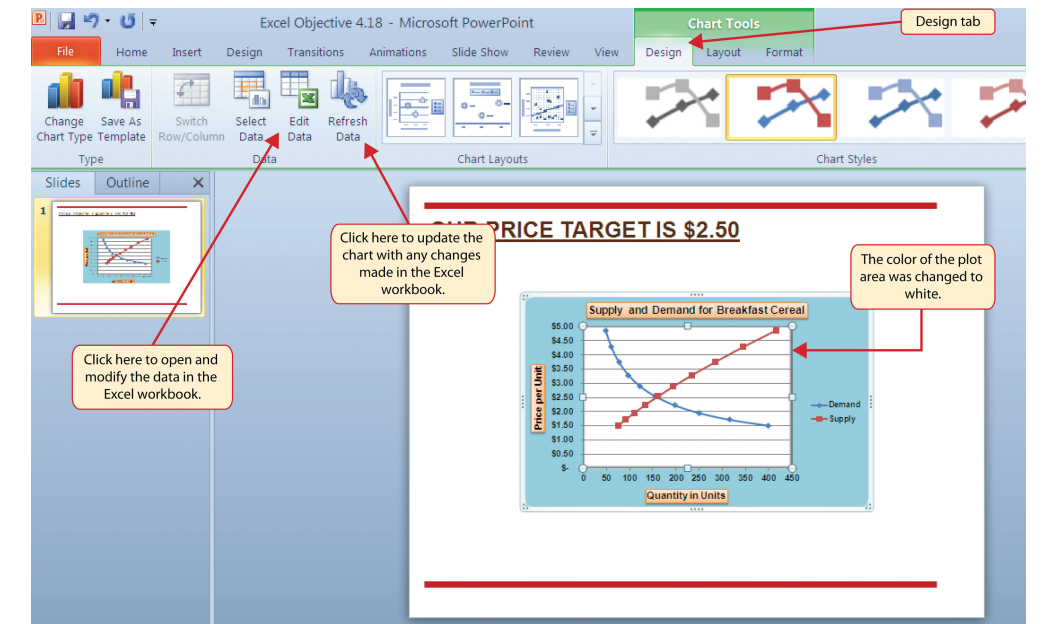 Excel Objective 4.18 - Microsoft PowerPoint
Chart Tools
Design tab
File Home Insert Design Transitions Animations Slide Show Review View Design Layout Format
Change
Chart Type
Save As
Template
Switch
Row/Column
Select
Data
Edit
Data
Refresh
Data
Type
Data
Chart Layouts
Chart Styles
Slides Outline
1
PRICE TARGET IS $2.50
Click here to update the
chart with any changes
made in the Excel
workbook.
The color of the plot
area was changed to
white.
Click here to open and
modify the data in the
Excel workbook.
Supply and Demand for Breakfast Cereal
Price per Unit
$5.00
$4.50
$4.00
$3.50
$3.00
$2.50
$2.00
$1.50
$1.00
$0.50
$-
0 50 100 150 200 250 300 350 400 450
Quantity in Units
Demand
Supply